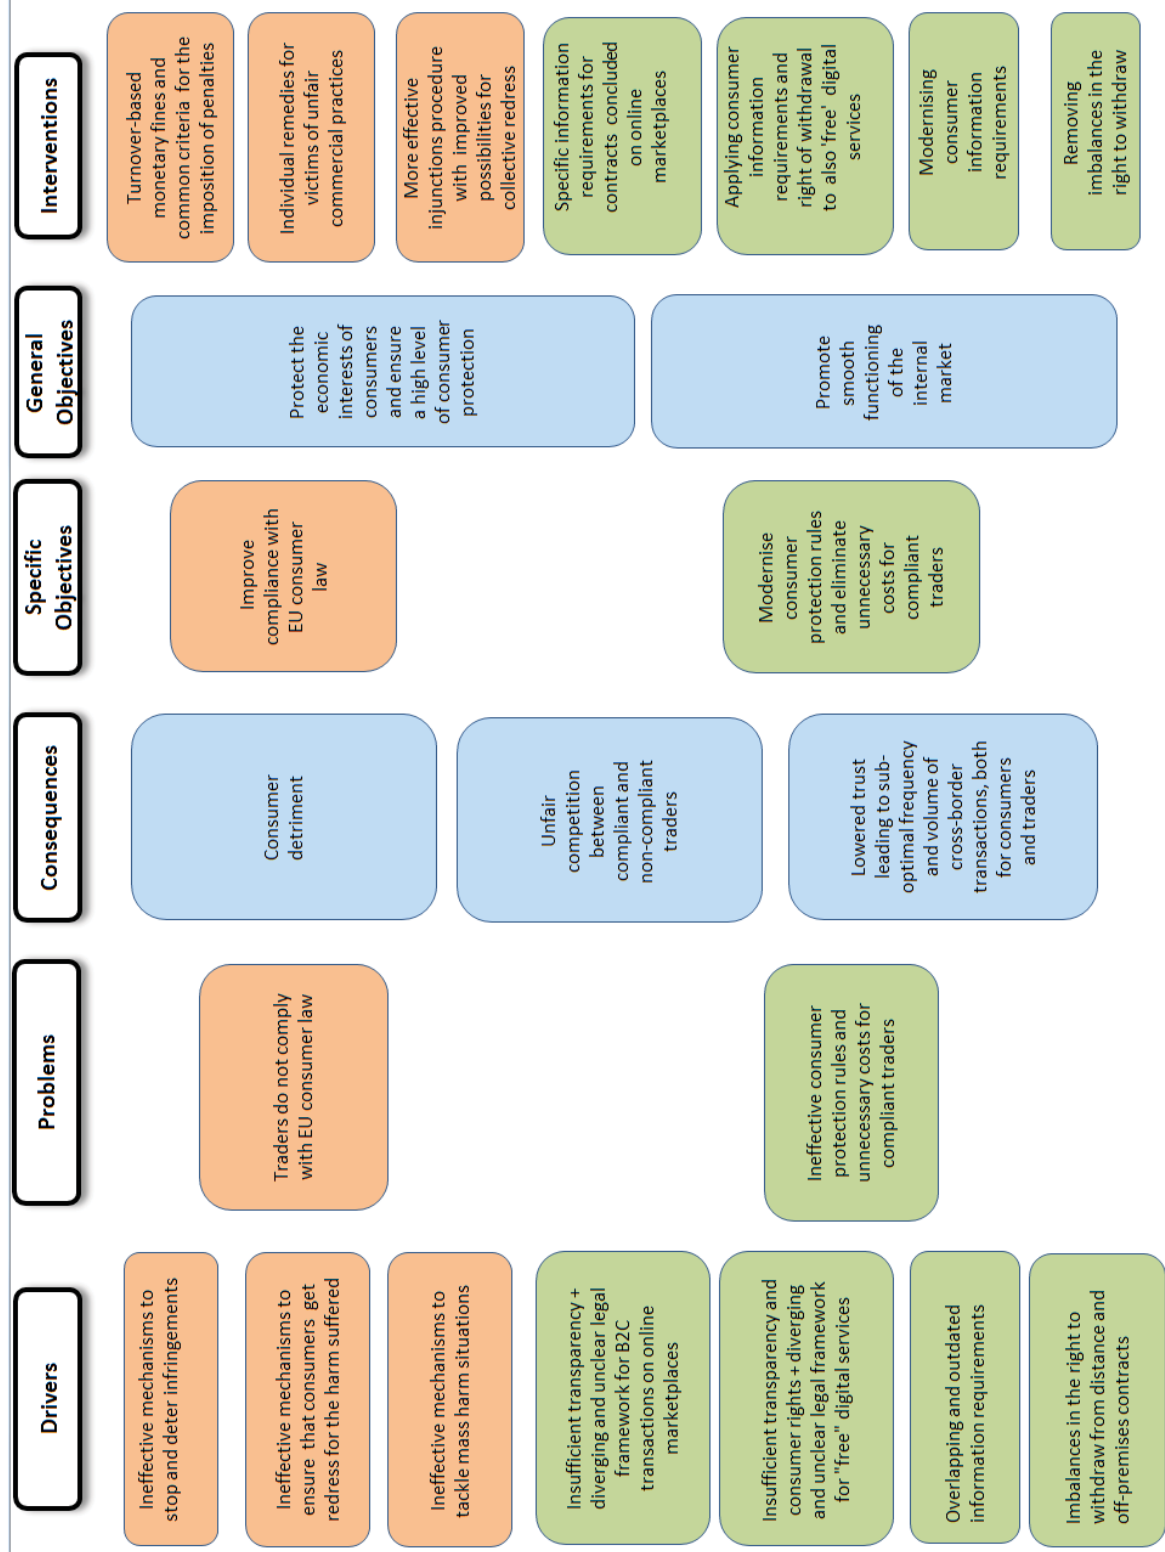 Drivers
Ineffective mechanisms to
stop and deter infringements
Ineffective mechanisms to
ensure that consumers get
redress for the harm suffered
Ineffective mechanisms to
tackle mass harm situations
Insufficient transparency +
diverging and unclear legal
framework for B2C
transactions on online
marketplaces
Insufficient transparency and
consumer rights + diverging
and unclear legal framework
for "free" digital services
Overlapping and outdated
information requirements
Imbalances in the right to
withdraw from distance and
off-premises contracts
Problems
Traders do not comply
with EU consumer law
Ineffective consumer
protection rules and
unnecessary costs for
compliant traders
Consequences
Consumer
detriment
Unfair
competition
between
compliant and
non-compliant
traders
Lowered trust
leading to sub-
optimal frequency
and volume of
cross-border
transactions, both
for consumers
and traders
Specific
Objectives
Improve
compliance with
EU consumer
law
Modernise
consumer
protection rules
and eliminate
unnecessary
costs for
compliant
traders
General
Objectives
Protect the
economic
interests of
consumers
and ensure
a high level
of consumer
protection
Promote
smooth
functioning
of the
internal
market
Interventions
Turnover-based
monetary fines and
common criteria for the
imposition of penalties
Individual remedies for
victims of unfair
commercial practices
More effective
injunctions procedure
with improved
possibilities for
collective redress
Specific information
requirements for
contracts concluded
on online
marketplaces
Applying consumer
information
requirements and
right of withdrawal
to also 'free' digital
services
Modernising
consumer
information
requirements
Removing
imbalances in the
right to withdraw